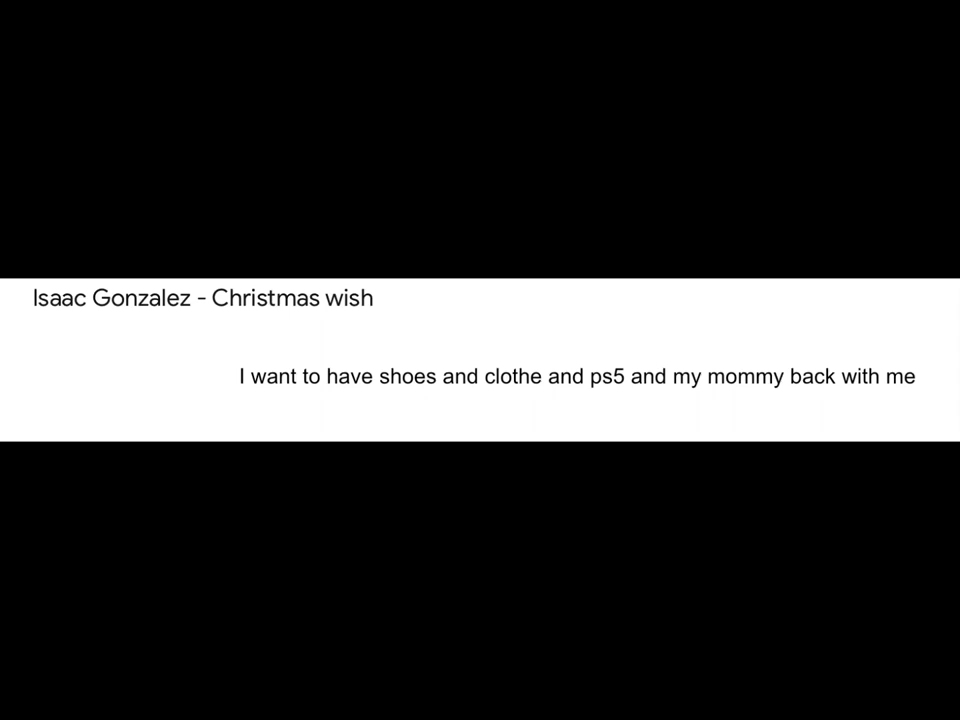 Isaac Gonzalez - Christmas wish
I want to have shoes and clothe and ps5 and my mommy back with me